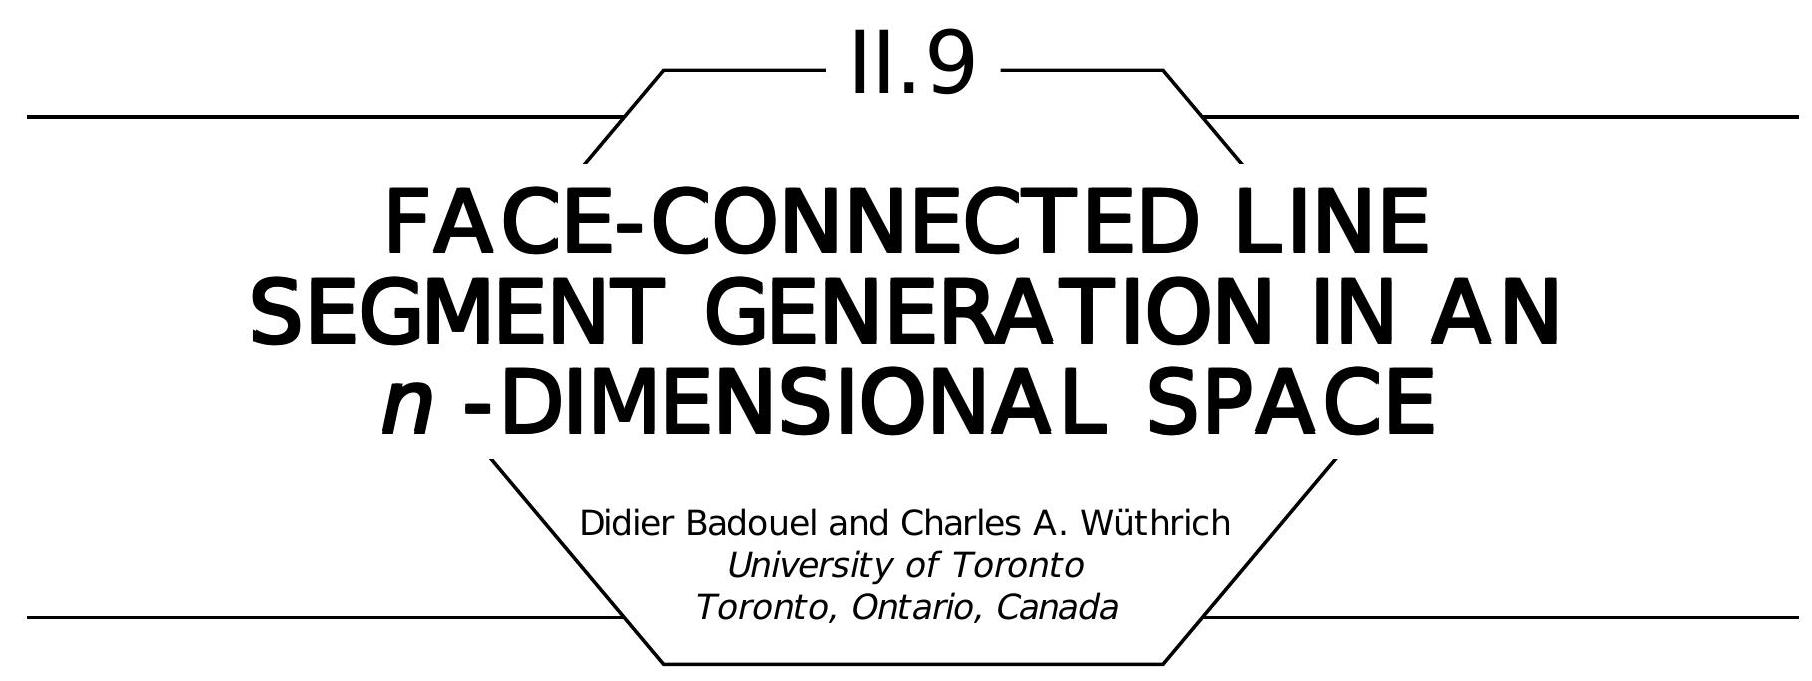 II.9
FACE-CONNECTED LINE
SEGMENT GENERATION IN AN
n -DIMENSIONAL SPACE
Didier Badouel and Charles A. Wüthrich
University of Toronto
Toronto, Ontario, Canada